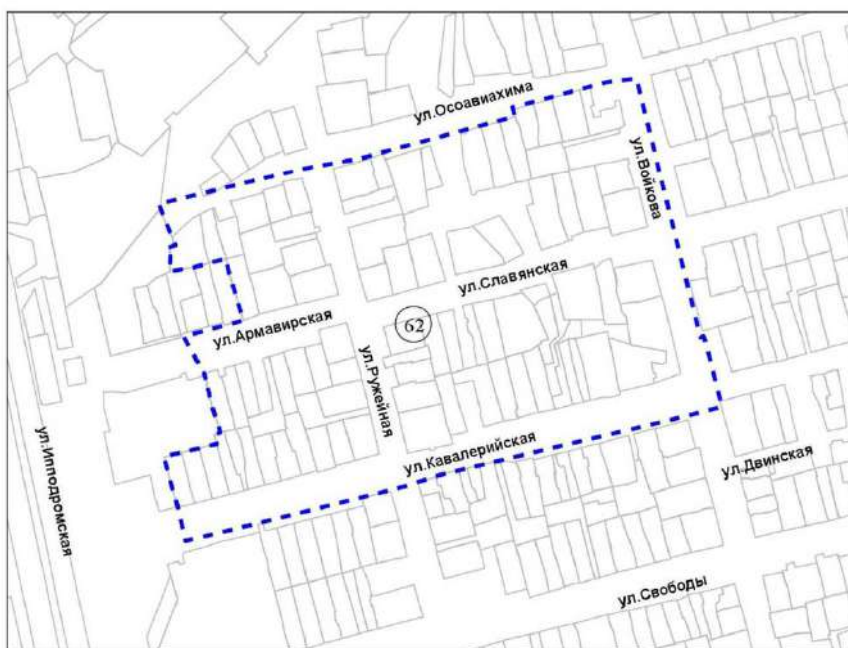 ул.Осоавиахима
ул.Войкова
ул.Славянская
ул.Армавирская
62
ул.Ружейная
ул.Кавалерийская
ул.Ипподромская
ул.Двинская
ул.Свободы